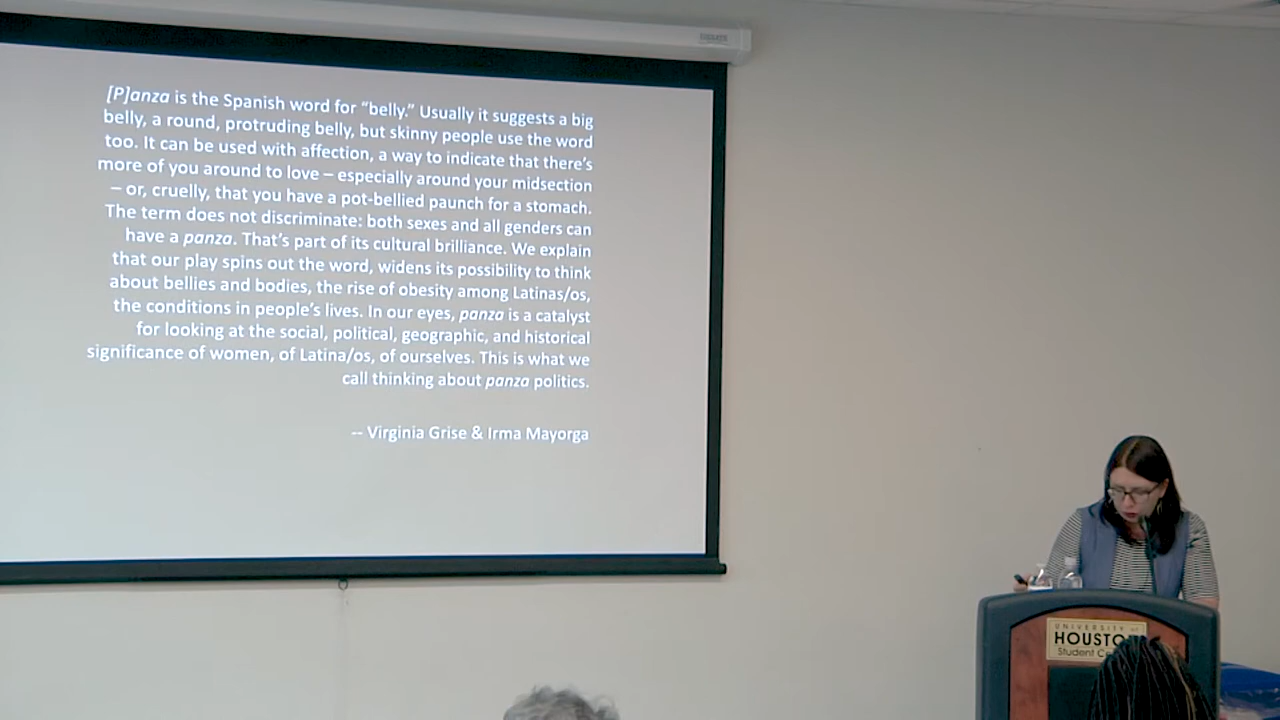 [P]anza is the Spanish word for “belly.” Usually it suggests a big
belly, a round, protruding belly, but skinny people use the word
too. It can be used with affection, a way to indicate that there’s
more of you around to love – especially around your midsection
– or, cruelly, that you have a pot-bellied paunch for a stomach.
The term does not discriminate: both sexes and all genders can
have a panza. That’s part of its cultural brilliance. We explain
that our play spins out the word, widens its possibility to think
about bellies and bodies, the rise of obesity among Latinas/os,
the conditions in people’s lives. In our eyes, panza is a catalyst
for looking at the social, political, geographic, and historical
significance of women, of Latina/os, of ourselves. This is what we
call thinking about panza politics.
-- Virginia Grise & Irma Mayorga
UNIVERSITY of
HOUSTO
Student Ce